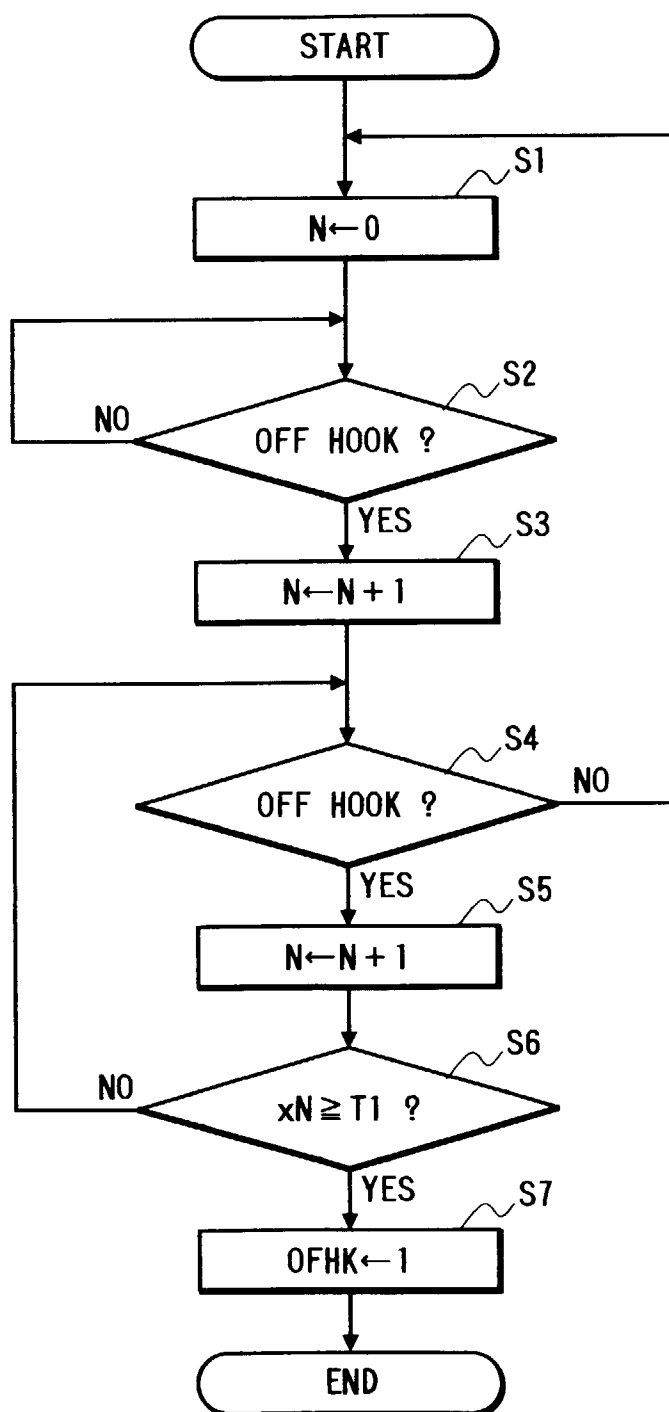 START
S1
N←0
S2
NO
OFF HOOK ?
YES
S3
N←N+1
S4
OFF HOOK ?
NO
YES
S5
N←N+1
S6
NO
xN≧T1 ?
YES
S7
OFHK←1
END